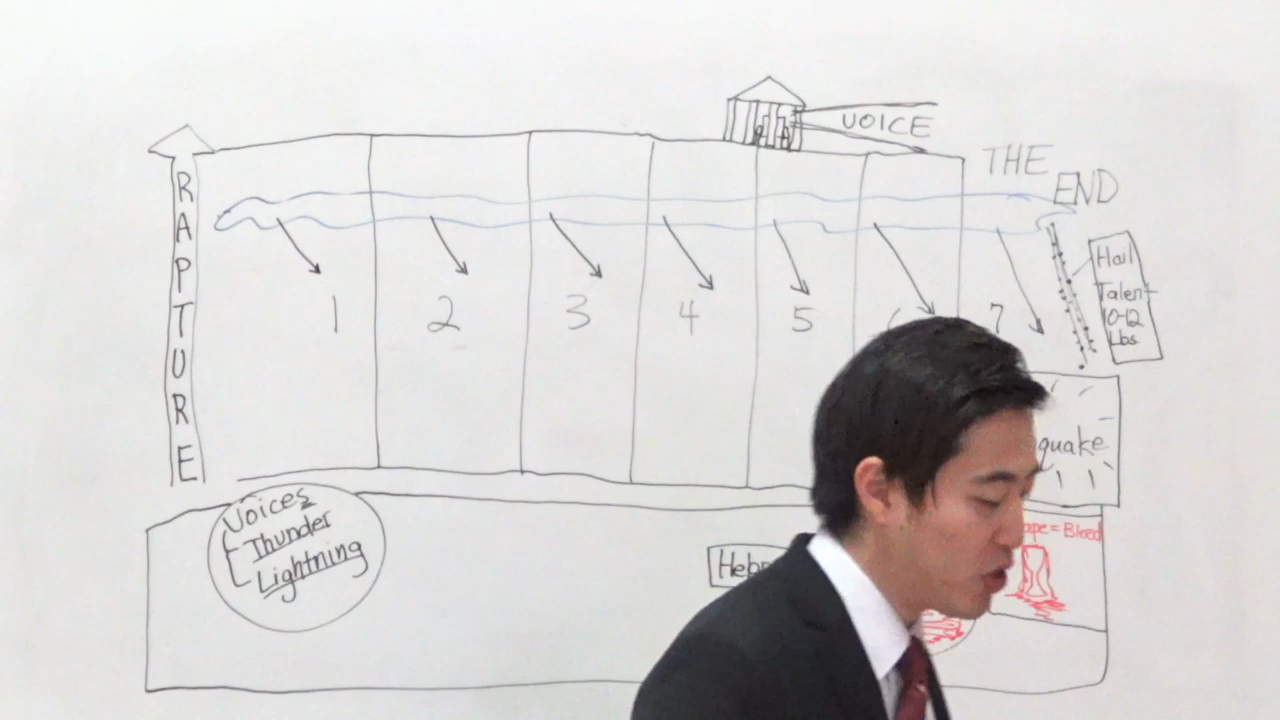 VOICE
THE
END
RAPTURE
1 2 3 4 5 7
Hail
Talent
10-12
Lbs
quake
Voices
Thunder
Lightning
= Blood